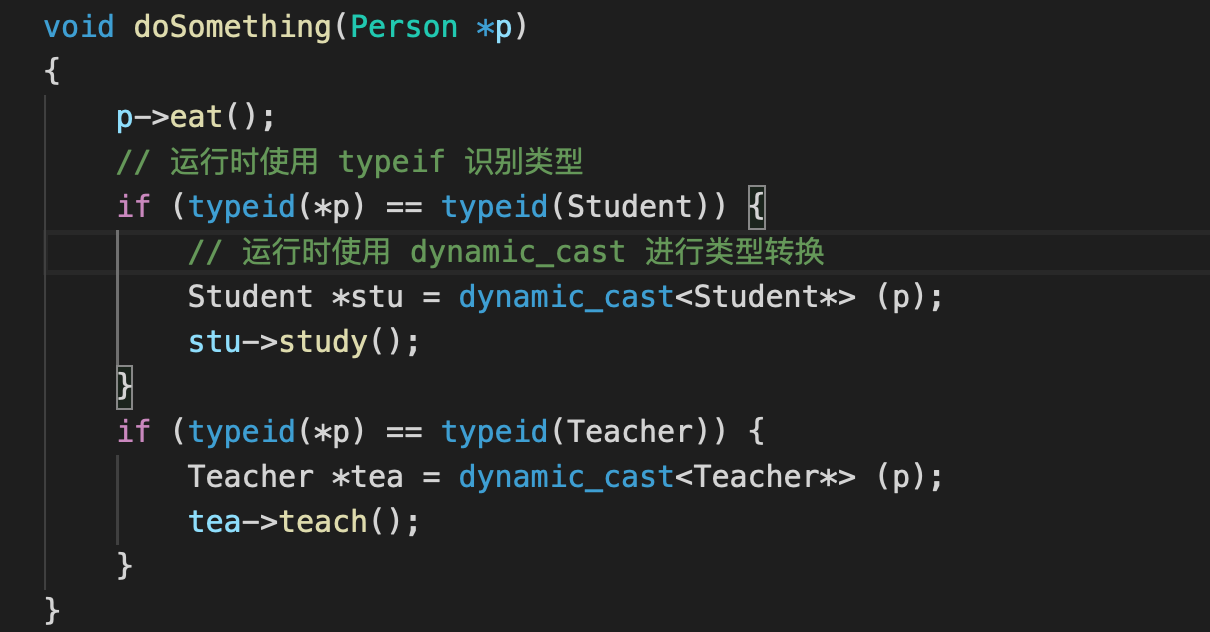 void doSomething(Person *p)
{
    p->eat();
    // 运行时使用 typeif 识别类型
    if (typeid(*p) == typeid(Student)) {
        // 运行时使用 dynamic_cast 进行类型转换
        Student *stu = dynamic_cast<Student*> (p);
        stu->study();
    }
    if (typeid(*p) == typeid(Teacher)) {
        Teacher *tea = dynamic_cast<Teacher*> (p);
        tea->teach();
    }
}